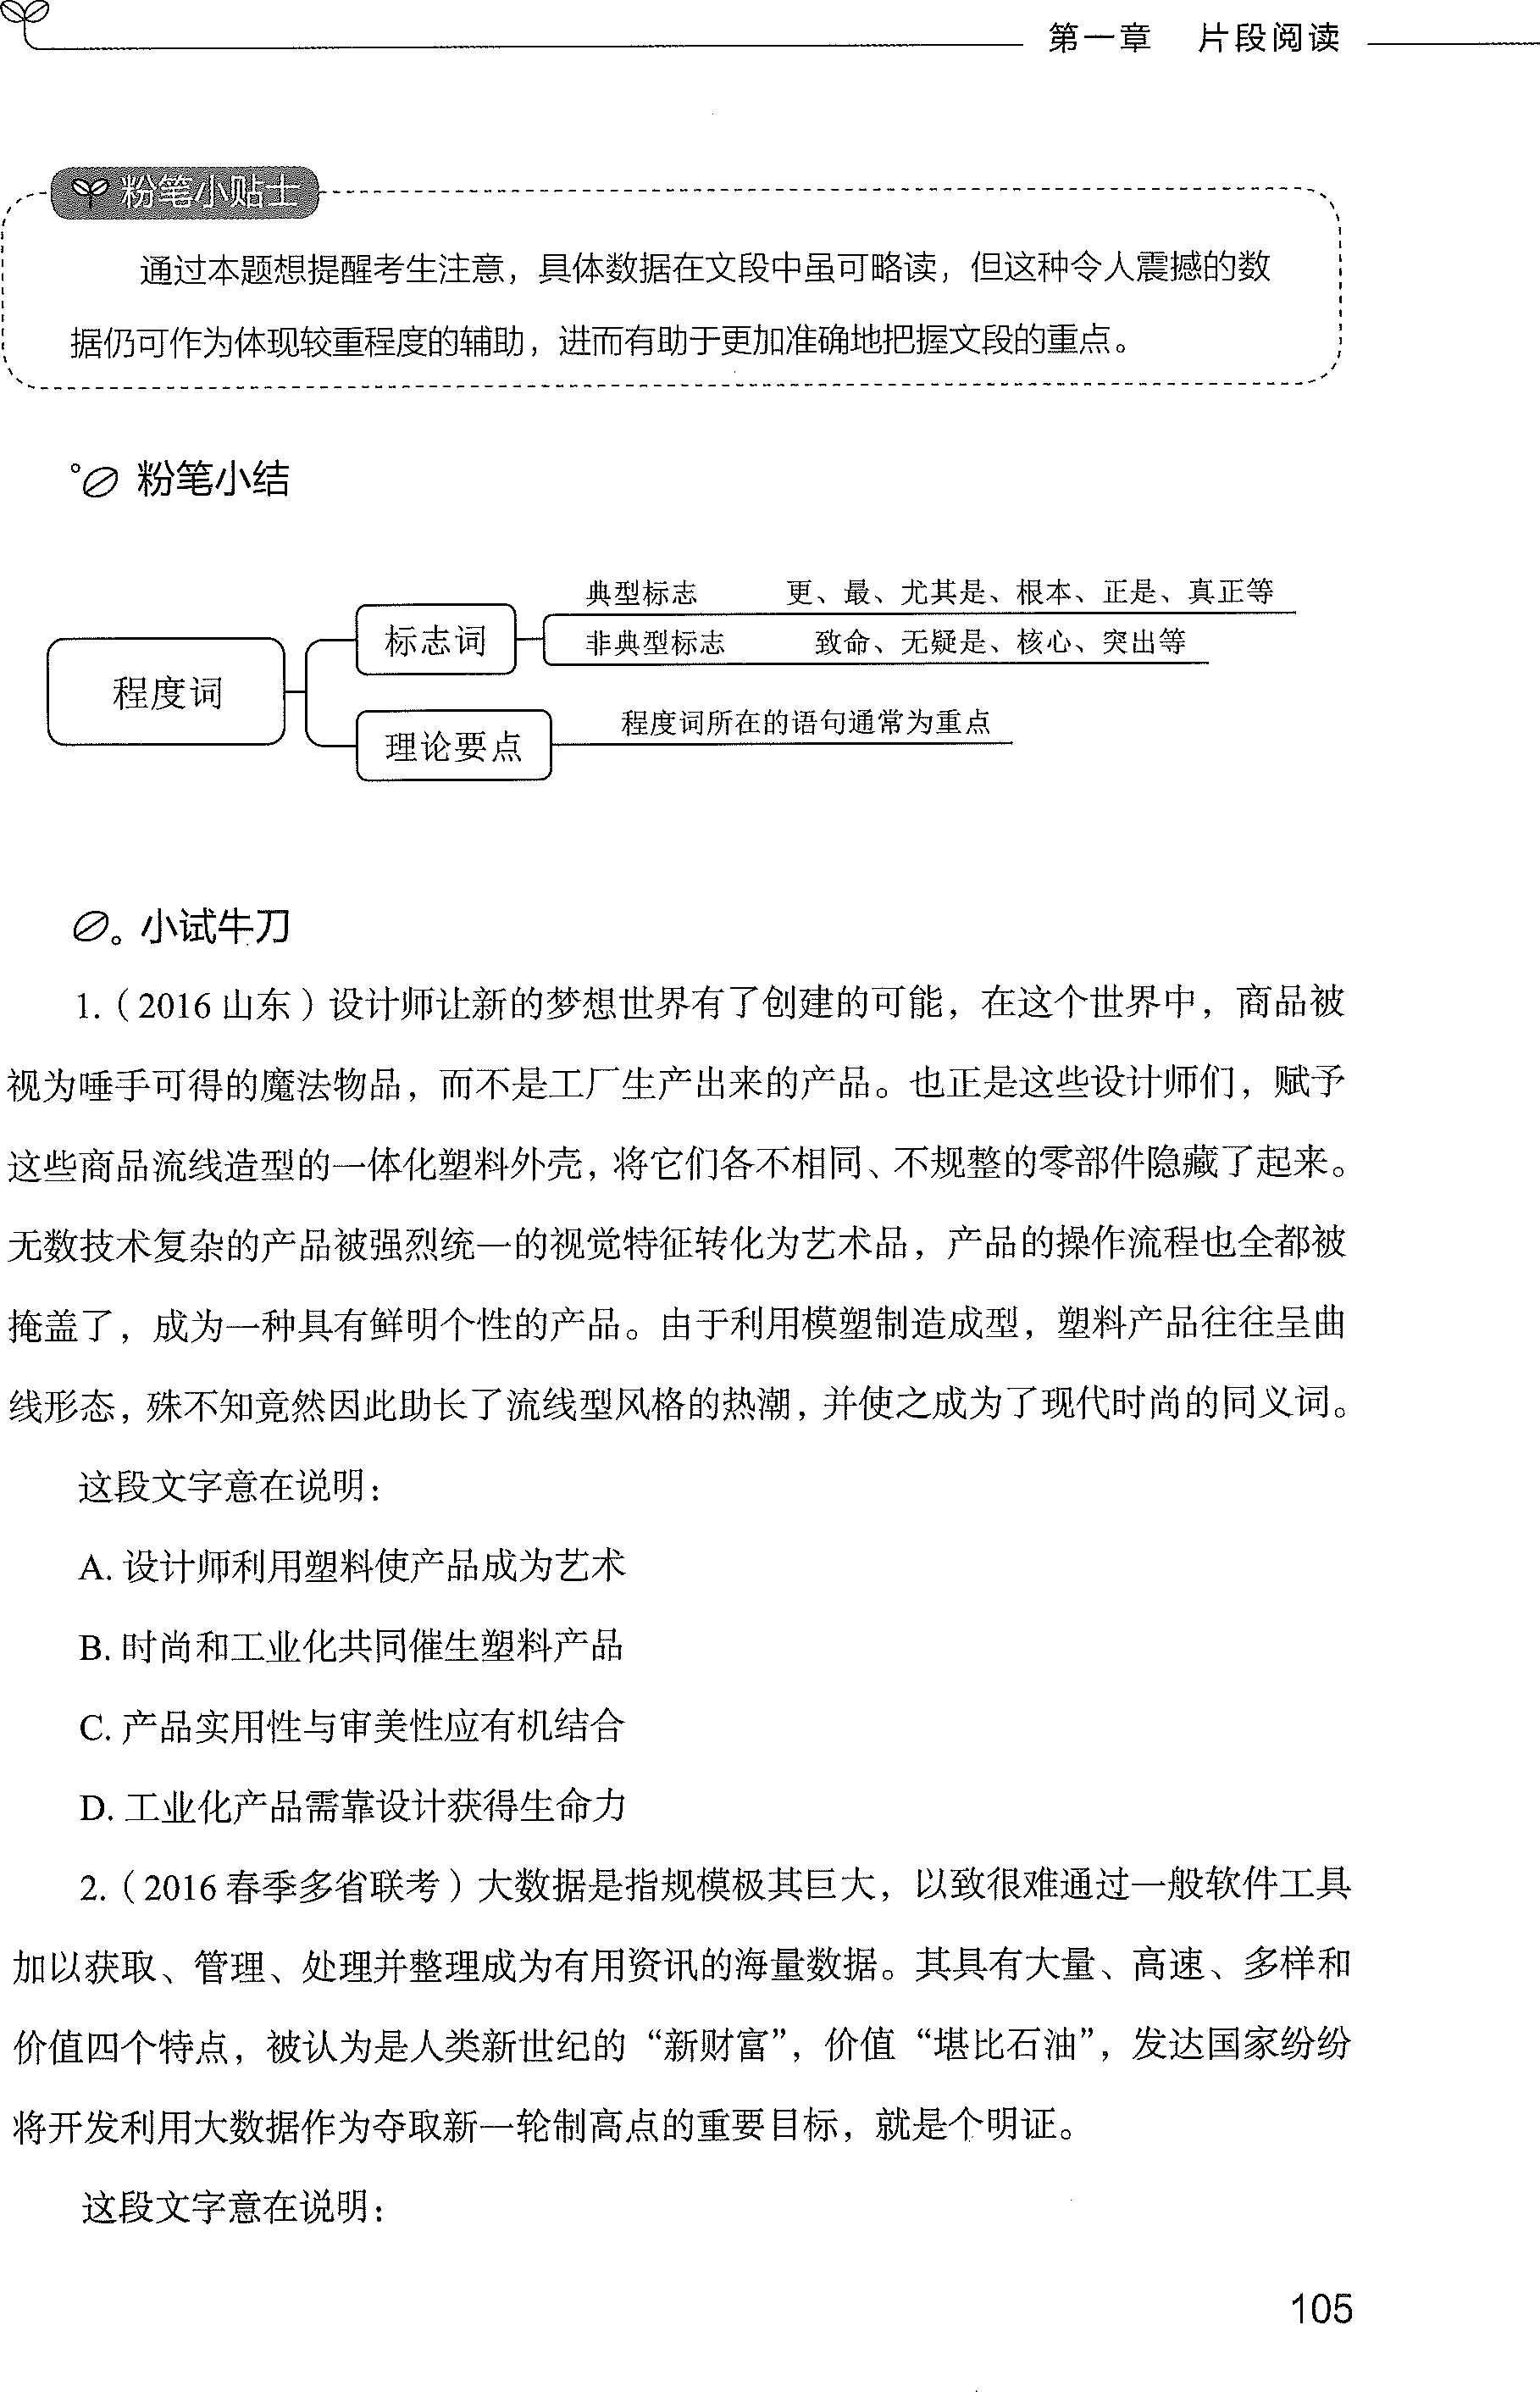 第一章 片段阅读
粉笔小贴士
通过本题想提醒考生注意，具体数据在文段中虽可略读，但这种令人震撼的数
据仍可作为体现较重程度的辅助，进而有助于更加准确地把握文段的重点。
粉笔小结
程度词
标志词
典型标志 更、最、尤其是、根本、正是、真正等
非典型标志 致命、无疑是、核心、突出等
理论要点
程度词所在的语句通常为重点
小试牛刀
1.（2016 山东）设计师让新的梦想世界有了创建的可能，在这个世界中，商品被
视为唾手可得的魔法物品，而不是工厂生产出来的产品。也正是这些设计师们，赋予
这些商品流线造型的一体化塑料外壳，将它们各不相同、不规整的零部件隐藏了起来。
无数技术复杂的产品被强烈统一的视觉特征转化为艺术品，产品的操作流程也全都被
掩盖了，成为一种具有鲜明个性的产品。由于利用模塑制造成型，塑料产品往往呈曲
线形态，殊不知竟然因此助长了流线型风格的热潮，并使之成为了现代时尚的同义词。
这段文字意在说明：
A. 设计师利用塑料使产品成为艺术
B. 时尚和工业化共同催生塑料产品
C. 产品实用性与审美性应有机结合
D. 工业化产品需靠设计获得生命力
2.（2016 春季多省联考）大数据是指规模极其巨大，以致很难通过一般软件工具
加以获取、管理、处理并整理成为有用资讯的海量数据。其具有大量、高速、多样和
价值四个特点，被认为是人类新世纪的“新财富”，价值“堪比石油”，发达国家纷纷
将开发利用大数据作为夺取新一轮制高点的重要目标，就是个明证。
这段文字意在说明：
105